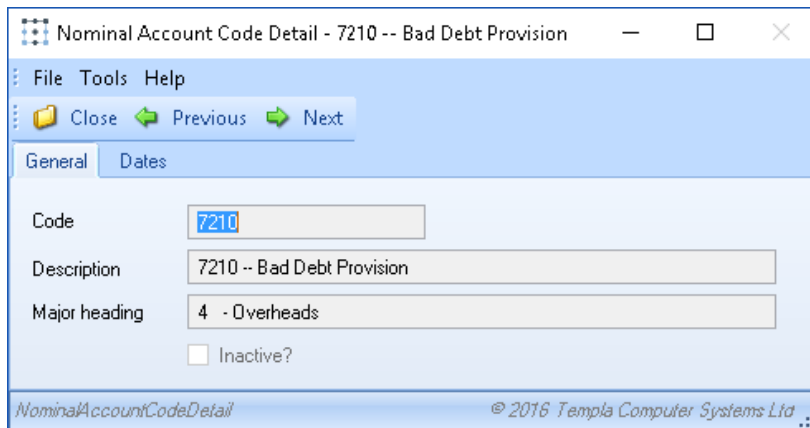 Nominal Account Code Detail - 7210 -- Bad Debt Provision
File Tools Help
Close Previous Next
General Dates
Code 7210
Description 7210 -- Bad Debt Provision
Major heading 4 - Overheads
Inactive?
NominalAccountCodeDetail © 2016 Templa Computer Systems Ltd